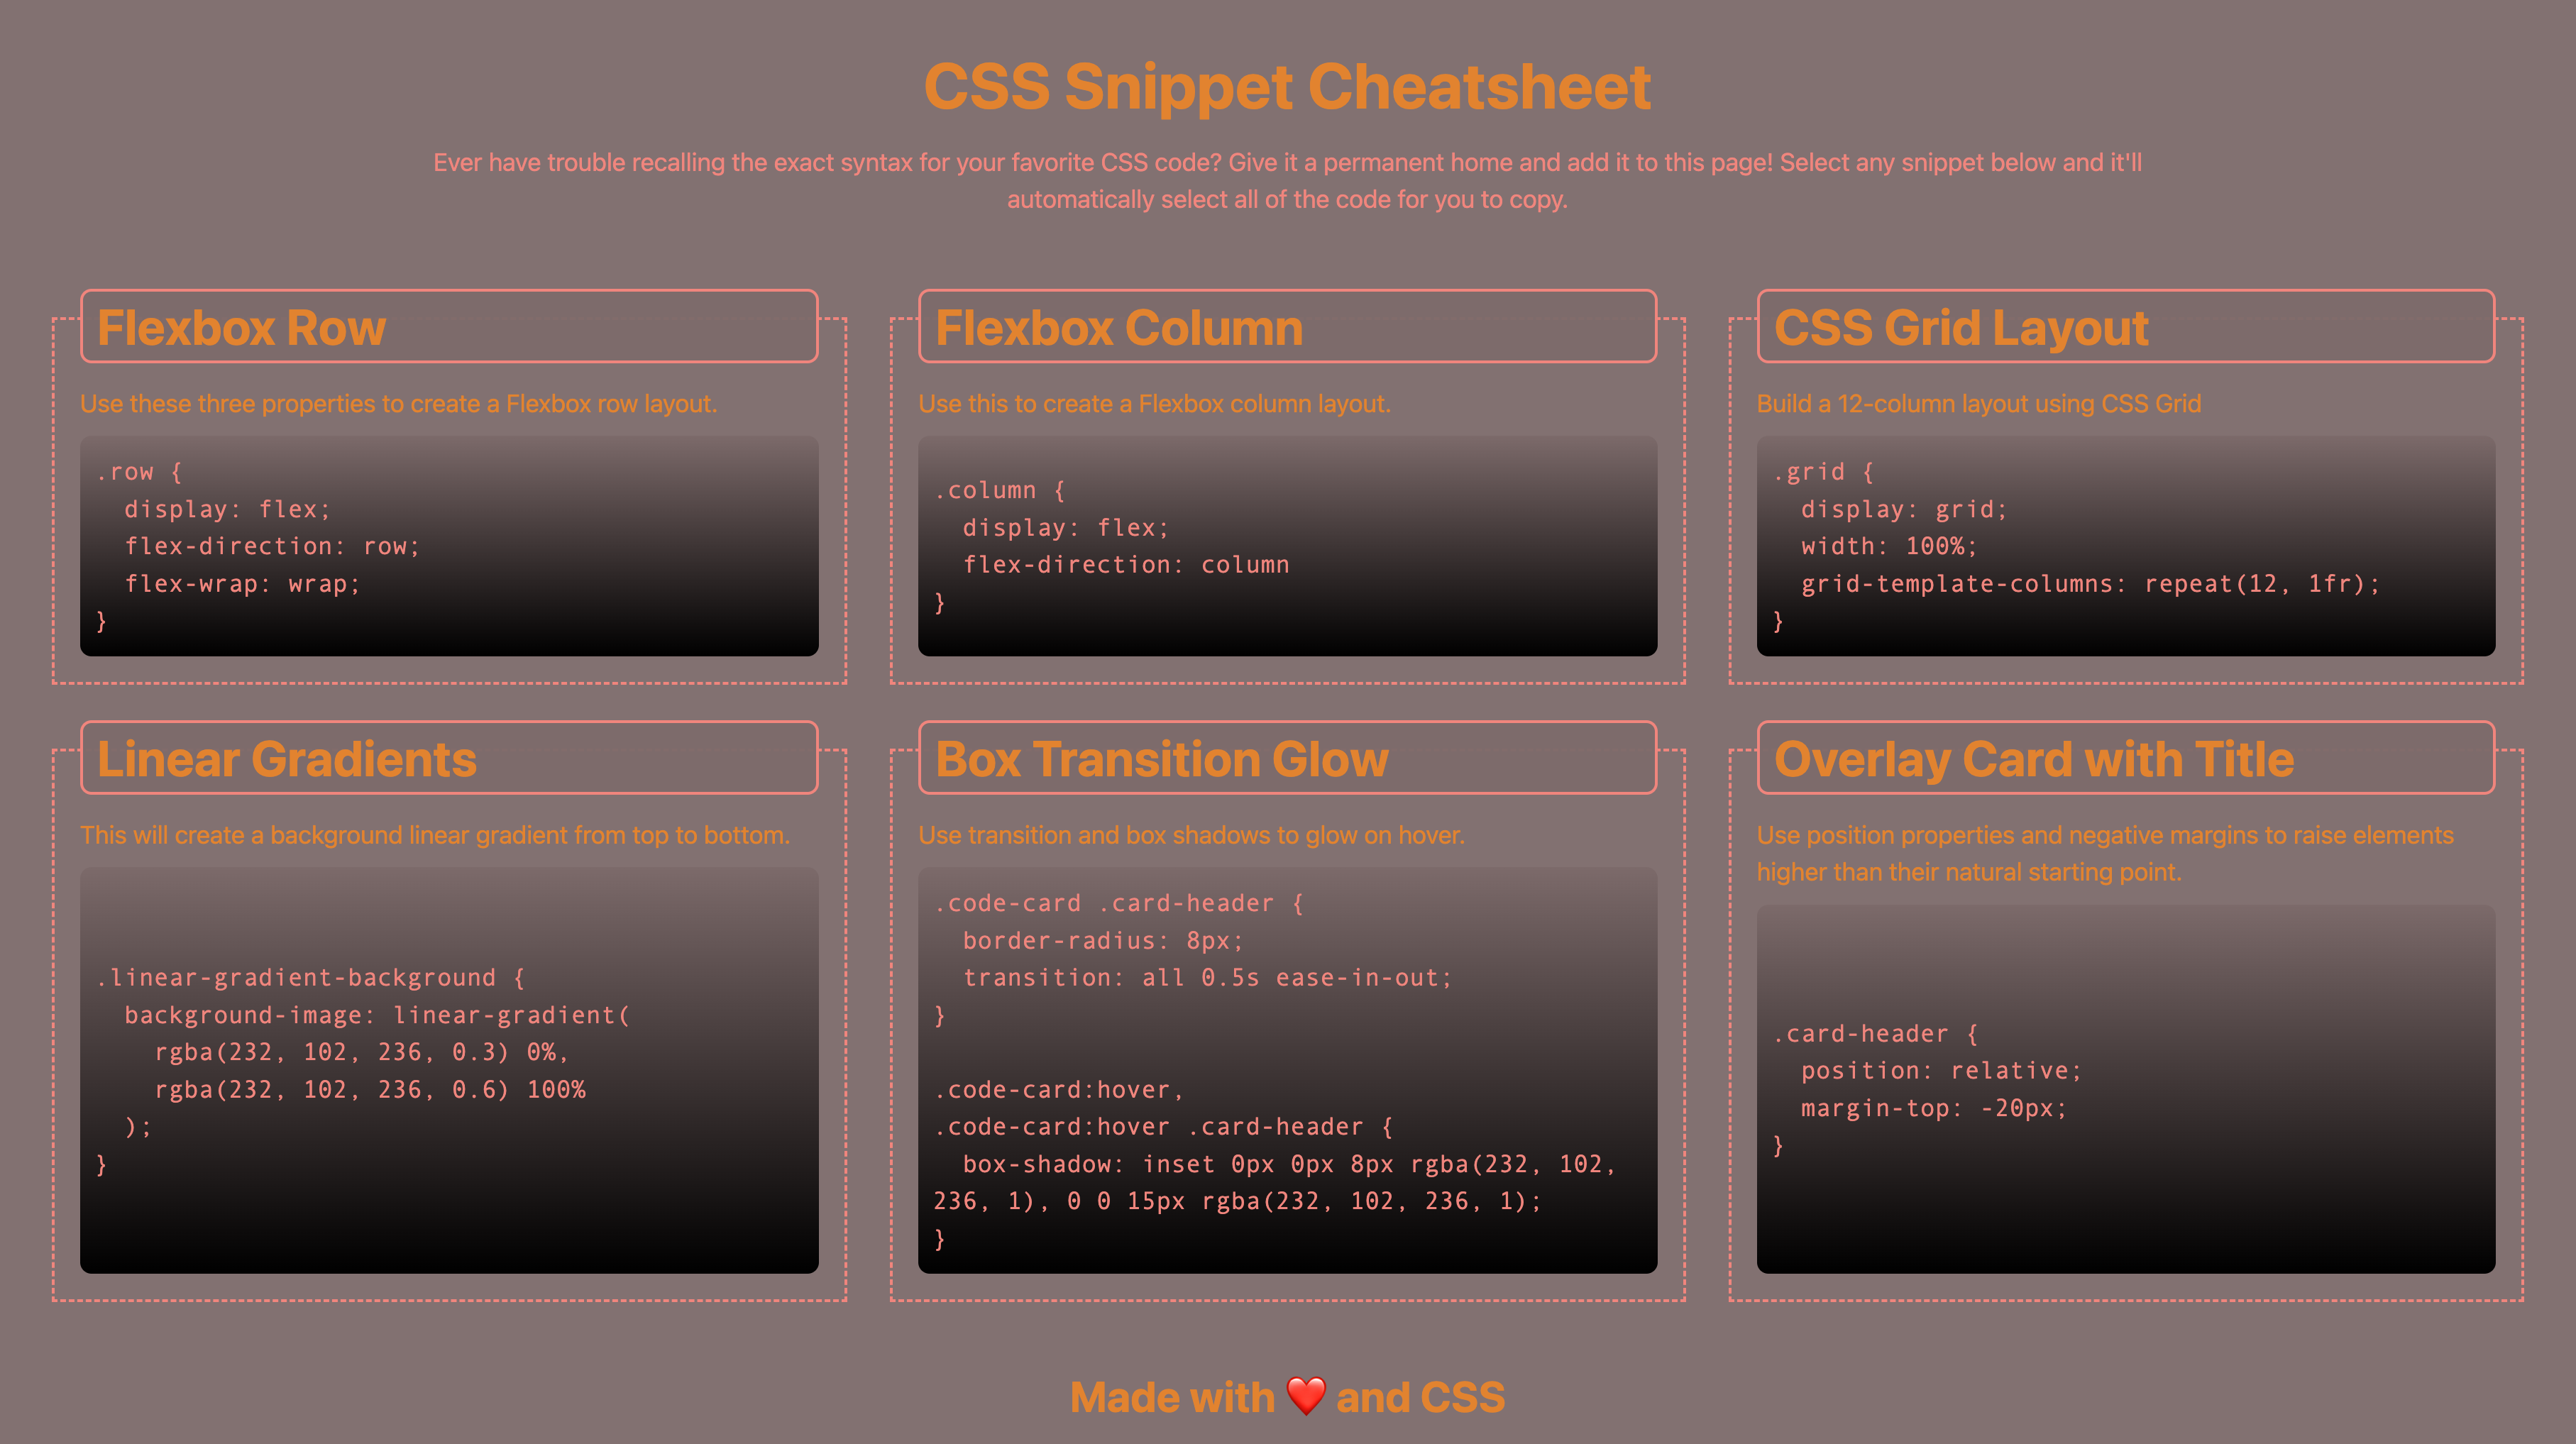 CSS Snippet Cheatsheet
Ever have trouble recalling the exact syntax for your favorite CSS code? Give it a permanent home and add it to this page! Select any snippet below and it'll
automatically select all of the code for you to copy.
Flexbox Row
Use these three properties to create a Flexbox row layout.
.row {
  display: flex;
  flex-direction: row;
  flex-wrap: wrap;
}
Flexbox Column
Use this to create a Flexbox column layout.
.column {
  display: flex;
  flex-direction: column
}
CSS Grid Layout
Build a 12-column layout using CSS Grid
.grid {
  display: grid;
  width: 100%;
  grid-template-columns: repeat(12, 1fr);
}
Linear Gradients
This will create a background linear gradient from top to bottom.
.linear-gradient-background {
  background-image: linear-gradient(
    rgba(232, 102, 236, 0.3) 0%,
    rgba(232, 102, 236, 0.6) 100%
  );
}
Box Transition Glow
Use transition and box shadows to glow on hover.
.code-card .card-header {
  border-radius: 8px;
  transition: all 0.5s ease-in-out;
}
.code-card:hover,
.code-card:hover .card-header {
  box-shadow: inset 0px 0px 8px rgba(232, 102,
236, 1), 0 0 15px rgba(232, 102, 236, 1);
}
Overlay Card with Title
Use position properties and negative margins to raise elements
higher than their natural starting point.
.card-header {
  position: relative;
  margin-top: -20px;
}
Made with ❤️ and CSS